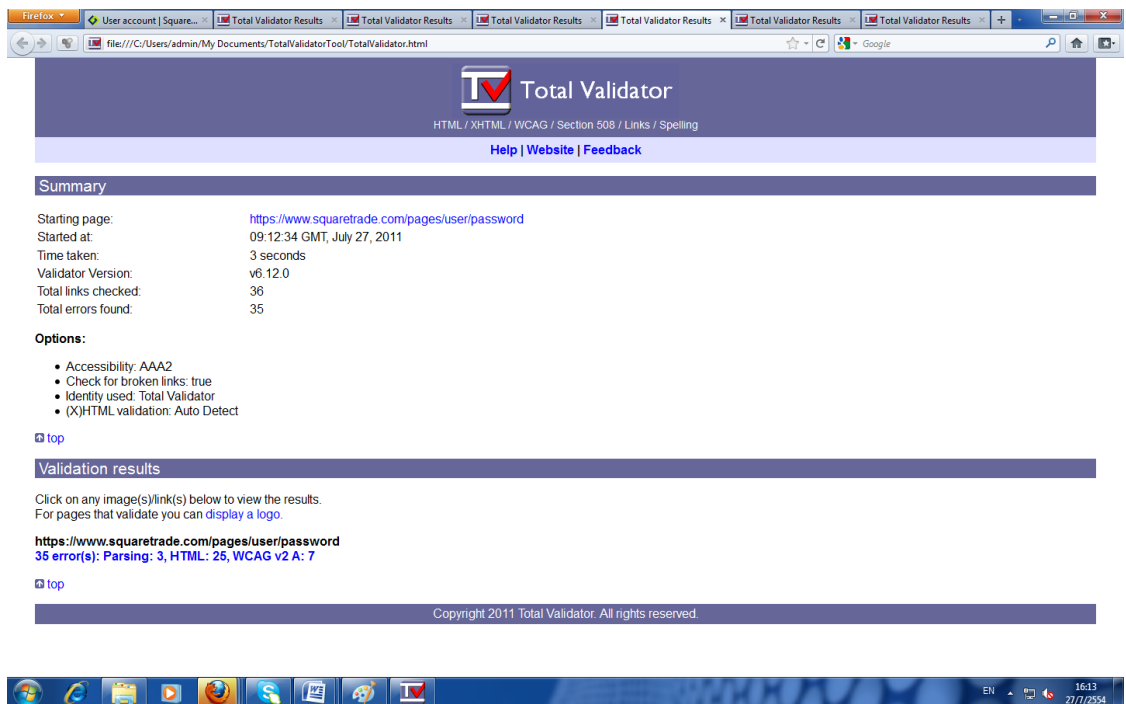 Firefox
User account | Square...
Total Validator Results
Total Validator Results
Total Validator Results
Total Validator Results
Total Validator Results
Total Validator Results
file:///C:/Users/admin/My Documents/TotalValidatorTool/TotalValidator.html
Google
Total Validator
HTML / XHTML / WCAG / Section 508 / Links / Spelling
Help | Website | Feedback
Summary
Starting page: https://www.squaretrade.com/pages/user/password
Started at: 09:12:34 GMT, July 27, 2011
Time taken: 3 seconds
Validator Version: v6.12.0
Total links checked: 36
Total errors found: 35
Options:
• Accessibility: AAA2
• Check for broken links: true
• Identity used: Total Validator
• (X)HTML validation: Auto Detect
top
Validation results
Click on any image(s)/link(s) below to view the results.
For pages that validate you can display a logo.
https://www.squaretrade.com/pages/user/password
35 error(s): Parsing: 3, HTML: 25, WCAG v2 A: 7
top
Copyright 2011 Total Validator. All rights reserved.
EN
16:13
27/7/2554